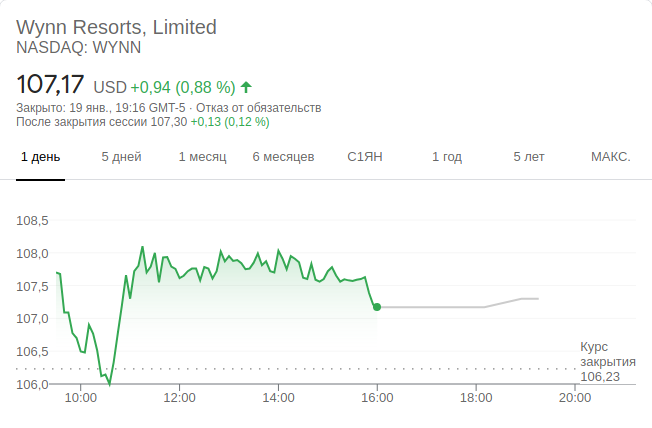 Wynn Resorts, Limited
NASDAQ: WYNN
107,17 USD +0,94 (0,88 %)
Закрыто: 19 янв., 19:16 GMT-5 · Отказ от обязательств
После закрытия сессии 107,30 +0,13 (0,12 %)
1 день 5 дней 1 месяц 6 месяцев С1ЯН 1 год 5 лет МАКС.
108,5
108,0
107,5
107,0
106,5
106,0
Курс
закрытия
106,23
10:00 12:00 14:00 16:00 18:00 20:00